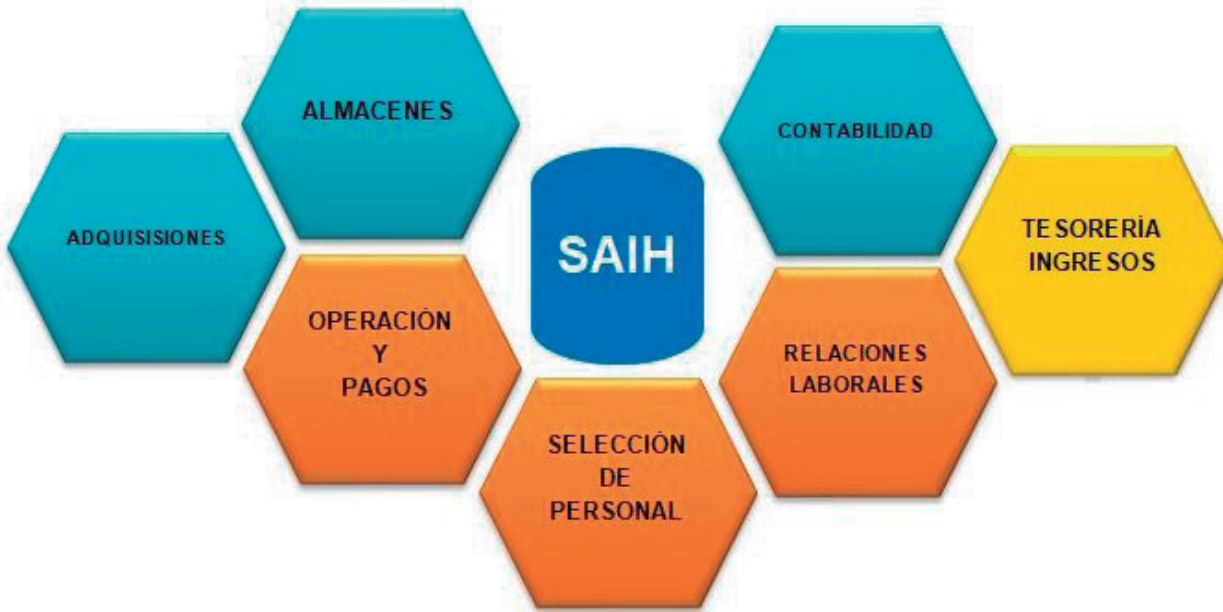 ALMACENES
CONTABILIDAD
ADQUISISIONES
SAIH
TESORERÍA
INGRESOS
OPERACIÓN
Y
PAGOS
RELACIONES
LABORALES
SELECCIÓN
DE
PERSONAL